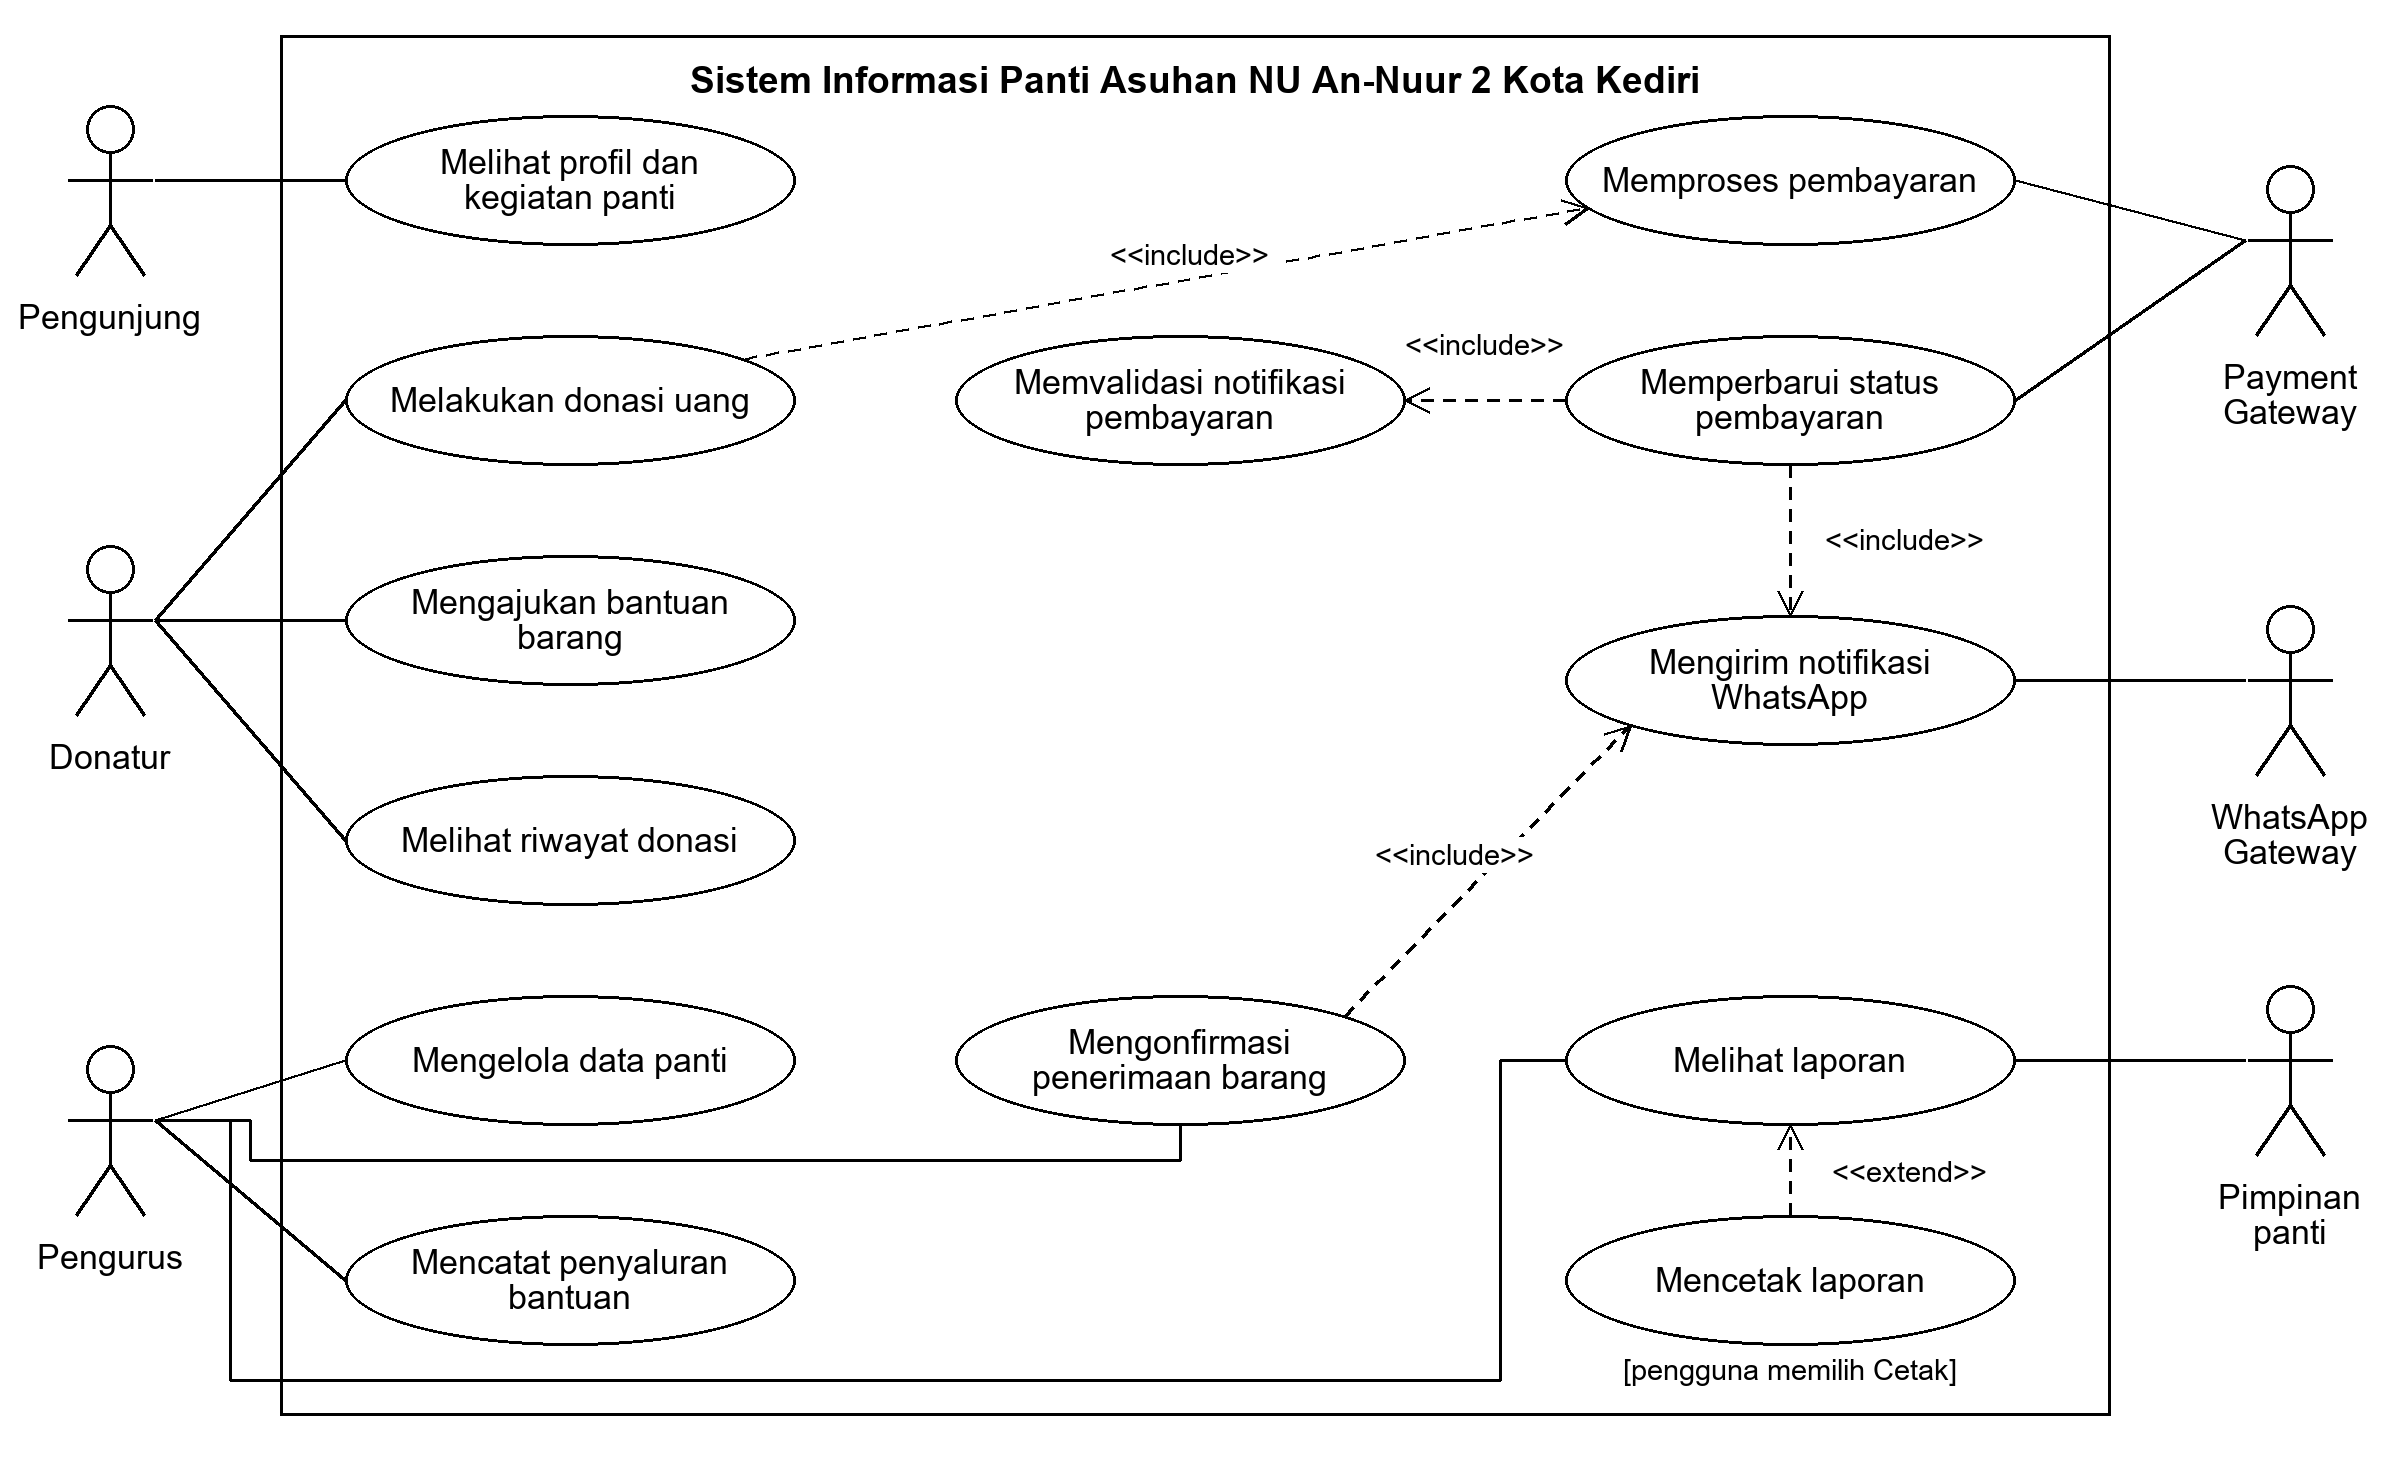 Sistem Informasi Panti Asuhan NU An-Nuur 2 Kota Kediri
Melihat profil dan
kegiatan panti
Memproses pembayaran
<<include>>
Pengunjung
Melakukan donasi uang
Memvalidasi notifikasi
pembayaran
<<include>>
Memperbarui status
pembayaran
Payment
Gateway
<<include>>
Mengajukan bantuan
barang
Donatur
Mengirim notifikasi
WhatsApp
WhatsApp
Gateway
Melihat riwayat donasi
<<include>>
Mengelola data panti
Mengonfirmasi
penerimaan barang
Melihat laporan
<<extend>>
Pimpinan
panti
Pengurus
Mencatat penyaluran
bantuan
Mencetak laporan
[pengguna memilih Cetak]